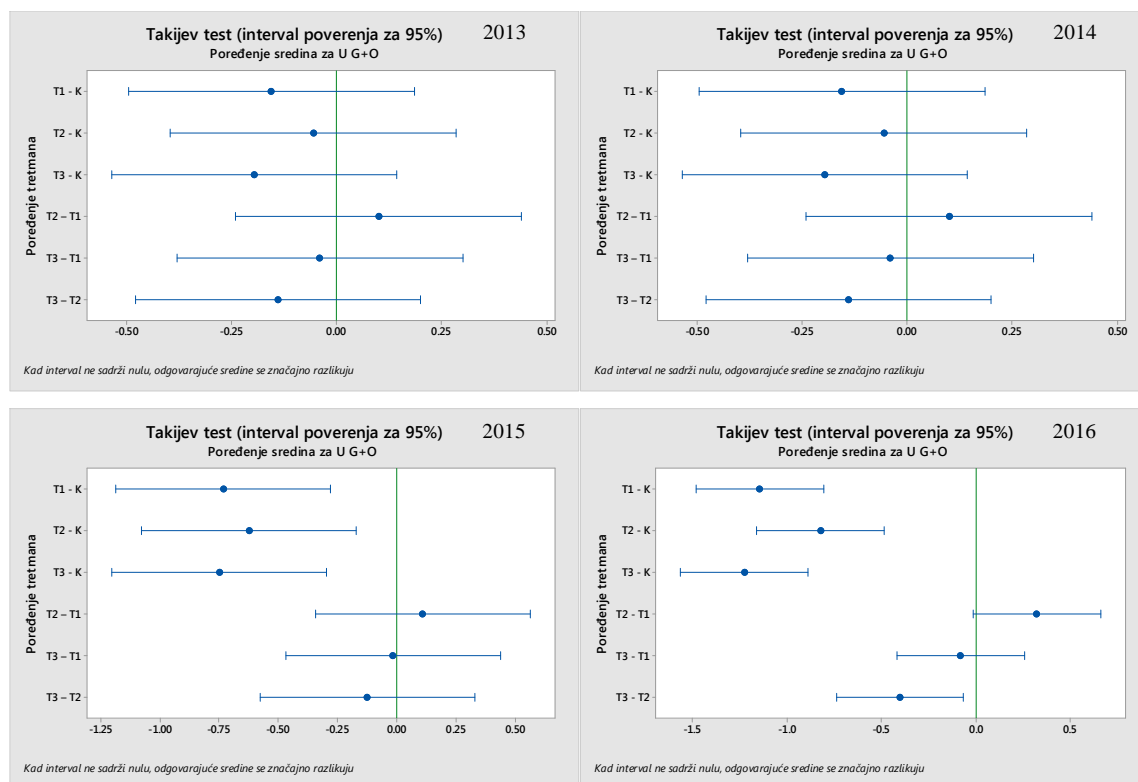 Takijev test (interval poverenja za 95%) 2013
Poređenje sredina za U G+O
Poređenje tretmana
T1 - K
T2 - K
T3 - K
T2 – T1
T3 – T1
T3 – T2
-0.50 -0.25 0.00 0.25 0.50
Kad interval ne sadrži nulu, odgovarajuće sredine se značajno razlikuju
Takijev test (interval poverenja za 95%) 2014
Poređenje sredina za U G+O
Poređenje tretmana
T1 - K
T2 - K
T3 - K
T2 – T1
T3 – T1
T3 – T2
-0.50 -0.25 0.00 0.25 0.50
Kad interval ne sadrži nulu, odgovarajuće sredine se značajno razlikuju
Takijev test (interval poverenja za 95%) 2015
Poređenje sredina za U G+O
Poređenje tretmana
T1 - K
T2 - K
T3 - K
T2 – T1
T3 – T1
T3 – T2
-1.25 -1.00 -0.75 -0.50 -0.25 0.00 0.25 0.50
Kad interval ne sadrži nulu, odgovarajuće sredine se značajno razlikuju
Takijev test (interval poverenja za 95%) 2016
Poređenje sredina za U G+O
Poređenje tretmana
T1 - K
T2 - K
T3 - K
T2 - T1
T3 - T1
T3 - T2
-1.5 -1.0 -0.5 0.0 0.5
Kad interval ne sadrži nulu, odgovarajuće sredine se značajno razlikuju